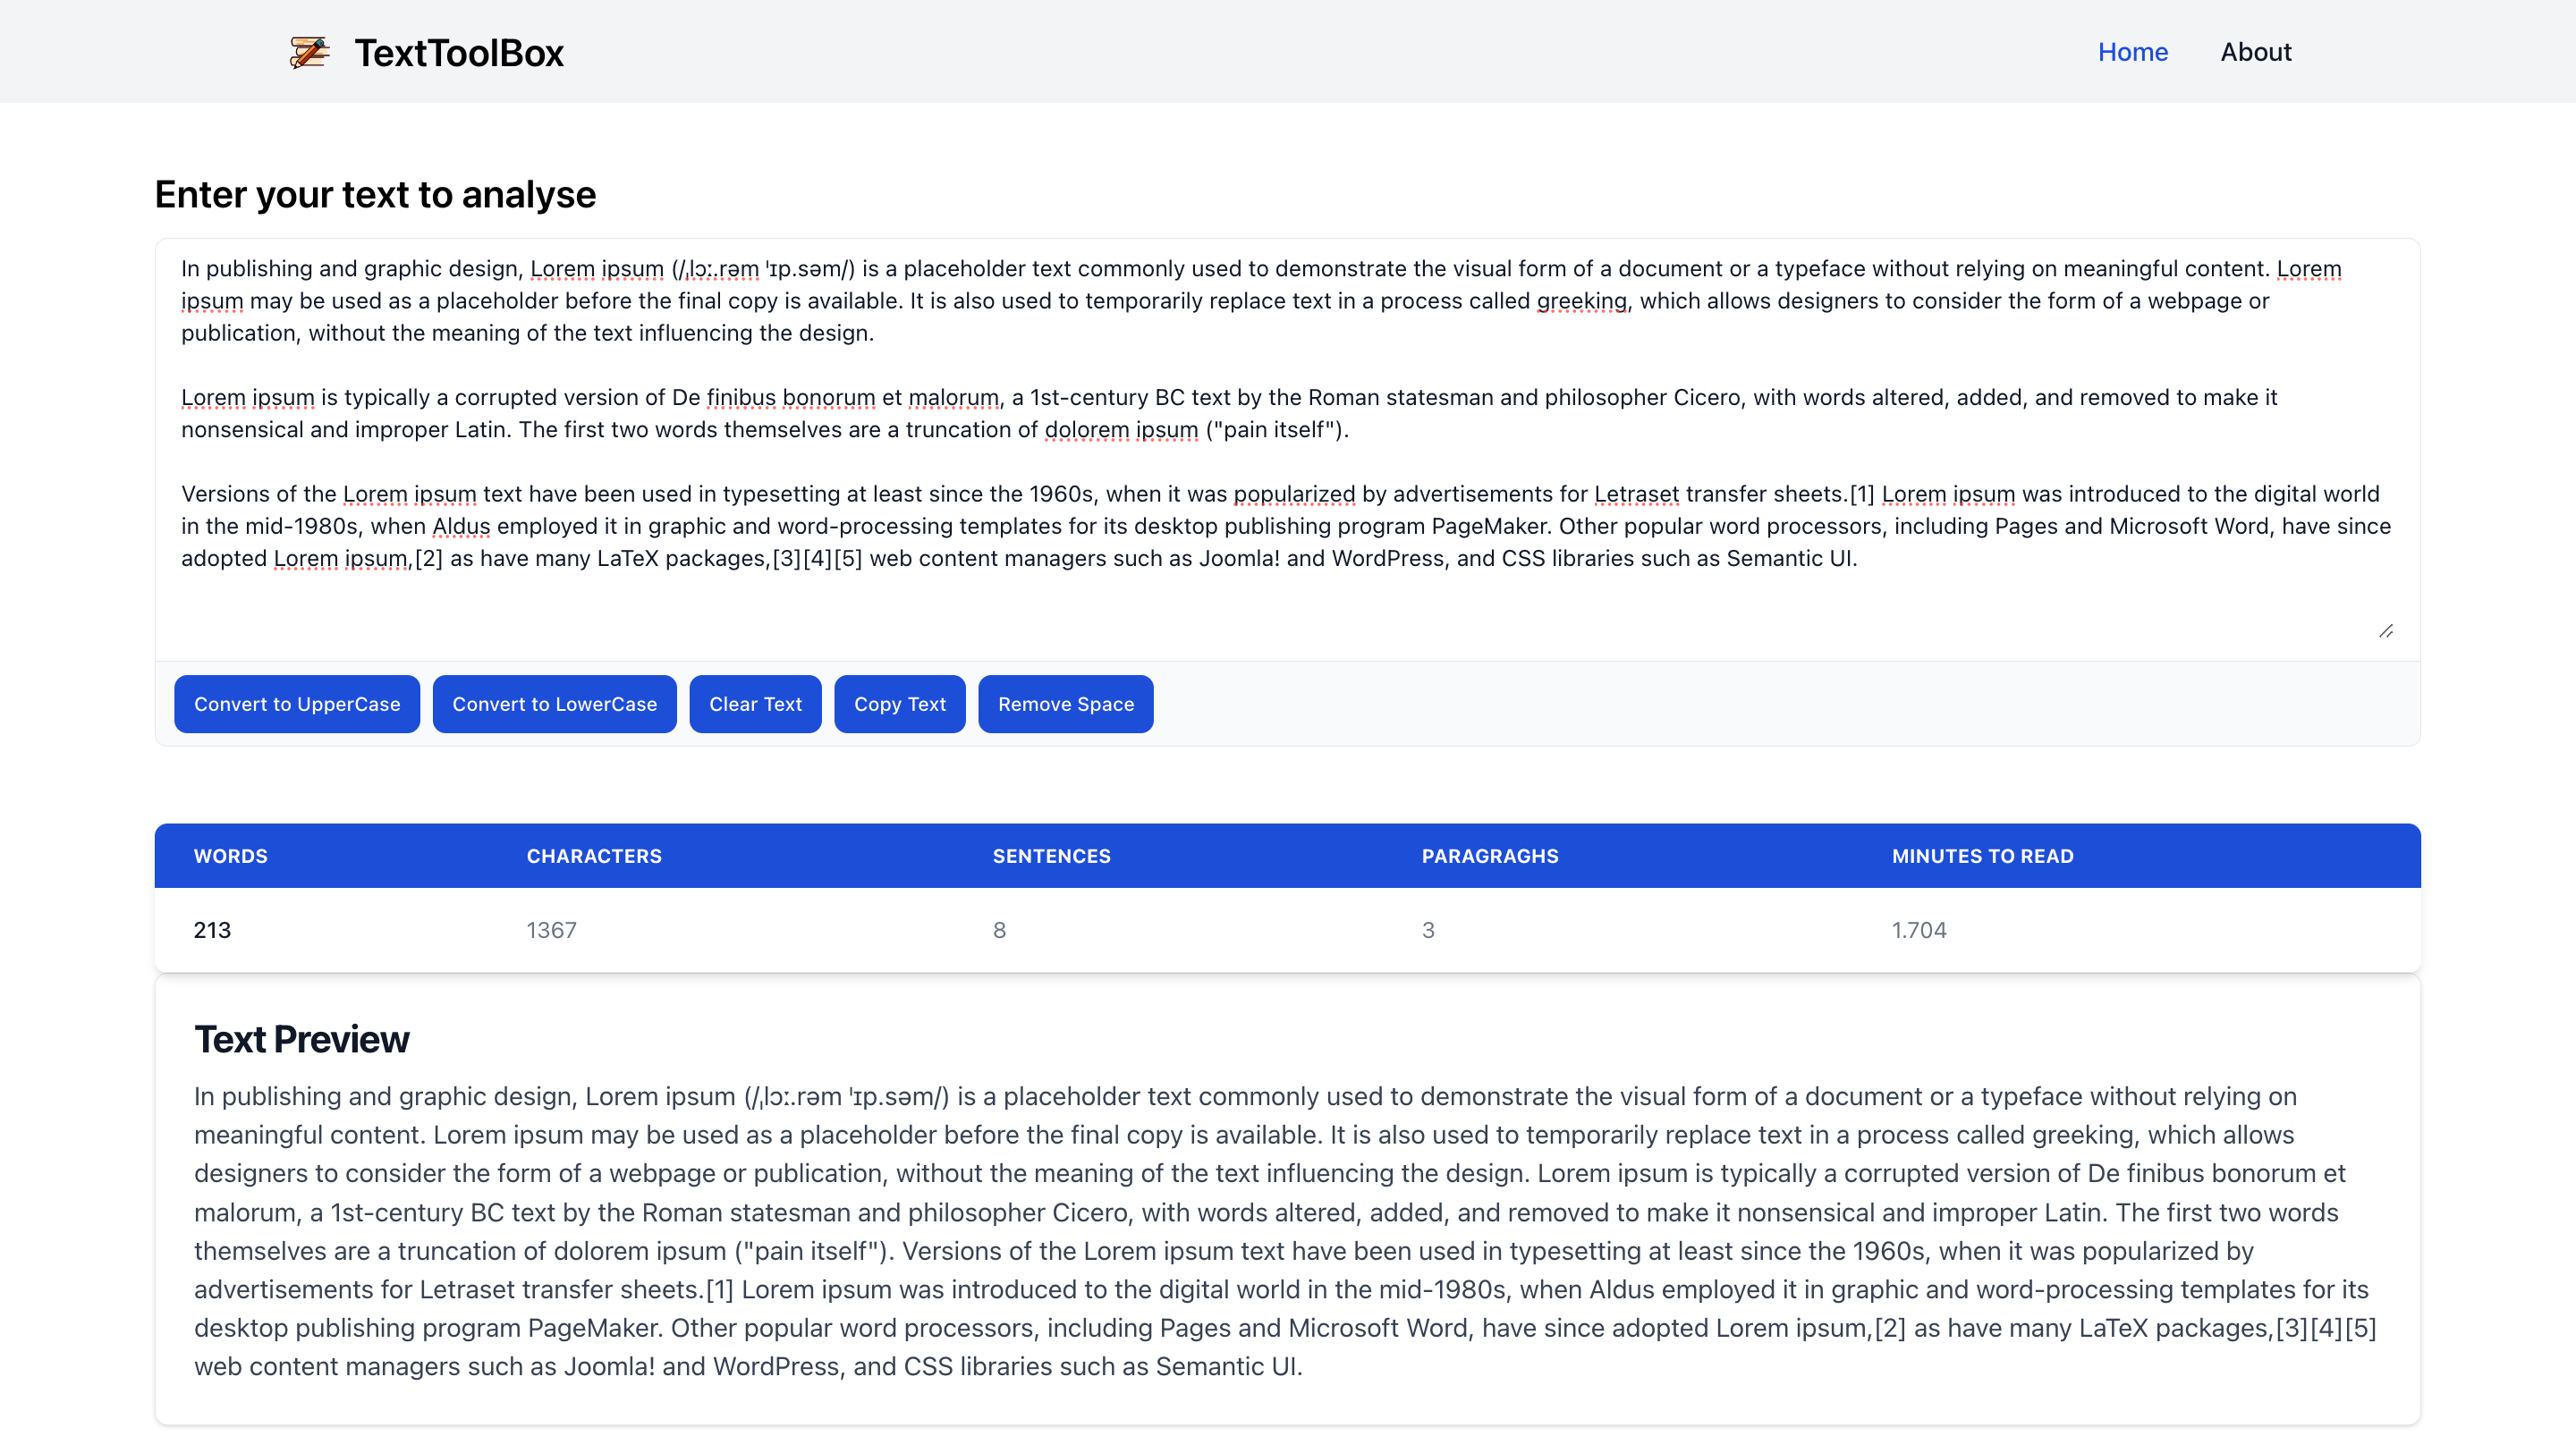 TextToolBox
Home
About
Enter your text to analyse
In publishing and graphic design, Lorem ipsum (/ˌlɔː.rəm ˈɪp.səm/) is a placeholder text commonly used to demonstrate the visual form of a document or a typeface without relying on meaningful content. Lorem
ipsum may be used as a placeholder before the final copy is available. It is also used to temporarily replace text in a process called greeking, which allows designers to consider the form of a webpage or
publication, without the meaning of the text influencing the design.
Lorem ipsum is typically a corrupted version of De finibus bonorum et malorum, a 1st-century BC text by the Roman statesman and philosopher Cicero, with words altered, added, and removed to make it
nonsensical and improper Latin. The first two words themselves are a truncation of dolorem ipsum ("pain itself").
Versions of the Lorem ipsum text have been used in typesetting at least since the 1960s, when it was popularized by advertisements for Letraset transfer sheets.[1] Lorem ipsum was introduced to the digital world
in the mid-1980s, when Aldus employed it in graphic and word-processing templates for its desktop publishing program PageMaker. Other popular word processors, including Pages and Microsoft Word, have since
adopted Lorem ipsum,[2] as have many LaTeX packages,[3][4][5] web content managers such as Joomla! and WordPress, and CSS libraries such as Semantic UI.
Convert to UpperCase
Convert to LowerCase
Clear Text
Copy Text
Remove Space
WORDS CHARACTERS SENTENCES PARAGRAGHS MINUTES TO READ
213 1367 8 3 1.704
Text Preview
In publishing and graphic design, Lorem ipsum (/ˌlɔː.rəm ˈɪp.səm/) is a placeholder text commonly used to demonstrate the visual form of a document or a typeface without relying on
meaningful content. Lorem ipsum may be used as a placeholder before the final copy is available. It is also used to temporarily replace text in a process called greeking, which allows
designers to consider the form of a webpage or publication, without the meaning of the text influencing the design. Lorem ipsum is typically a corrupted version of De finibus bonorum et
malorum, a 1st-century BC text by the Roman statesman and philosopher Cicero, with words altered, added, and removed to make it nonsensical and improper Latin. The first two words
themselves are a truncation of dolorem ipsum ("pain itself"). Versions of the Lorem ipsum text have been used in typesetting at least since the 1960s, when it was popularized by
advertisements for Letraset transfer sheets.[1] Lorem ipsum was introduced to the digital world in the mid-1980s, when Aldus employed it in graphic and word-processing templates for its
desktop publishing program PageMaker. Other popular word processors, including Pages and Microsoft Word, have since adopted Lorem ipsum,[2] as have many LaTeX packages,[3][4][5]
web content managers such as Joomla! and WordPress, and CSS libraries such as Semantic UI.